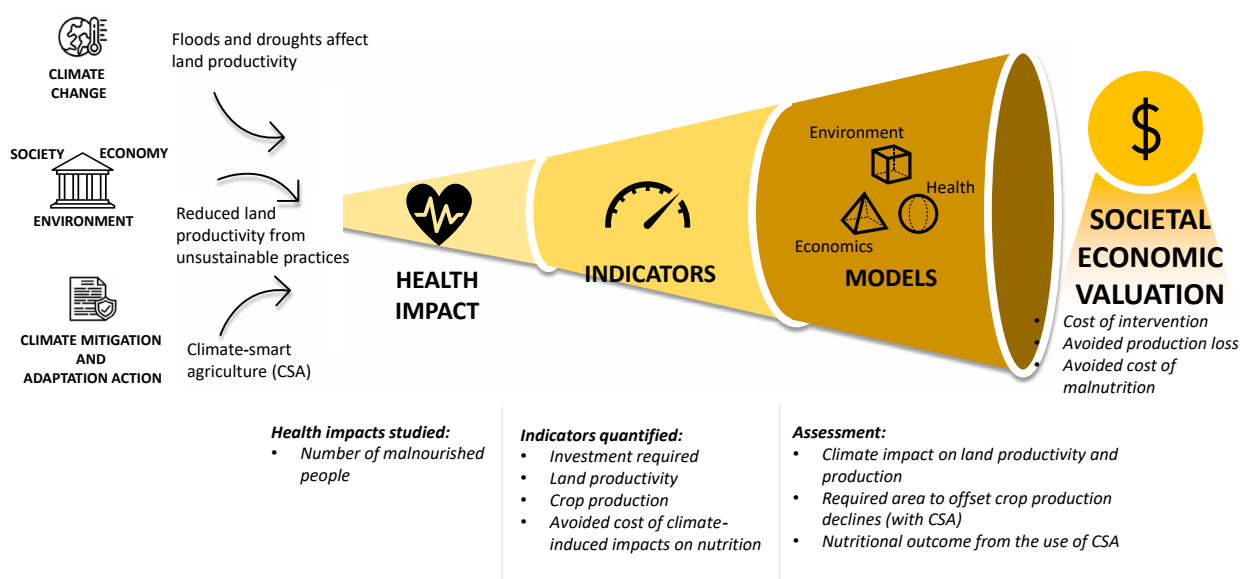 CLIMATE
CHANGE
Floods and droughts affect
land productivity
SOCIETY
ECONOMY
ENVIRONMENT
Reduced land
productivity from
unsustainable practices
CLIMATE MITIGATION
AND
ADAPTATION ACTION
Climate-smart
agriculture (CSA)
HEALTH
IMPACT
INDICATORS
Environment
Health
Economics
MODELS
$
SOCIETAL
ECONOMIC
VALUATION
• Cost of intervention
• Avoided production loss
• Avoided cost of
malnutrition
Health impacts studied:
• Number of malnourished
people
Indicators quantified:
• Investment required
• Land productivity
• Crop production
• Avoided cost of climate-
induced impacts on nutrition
Assessment:
• Climate impact on land productivity and
production
• Required area to offset crop production
declines (with CSA)
• Nutritional outcome from the use of CSA